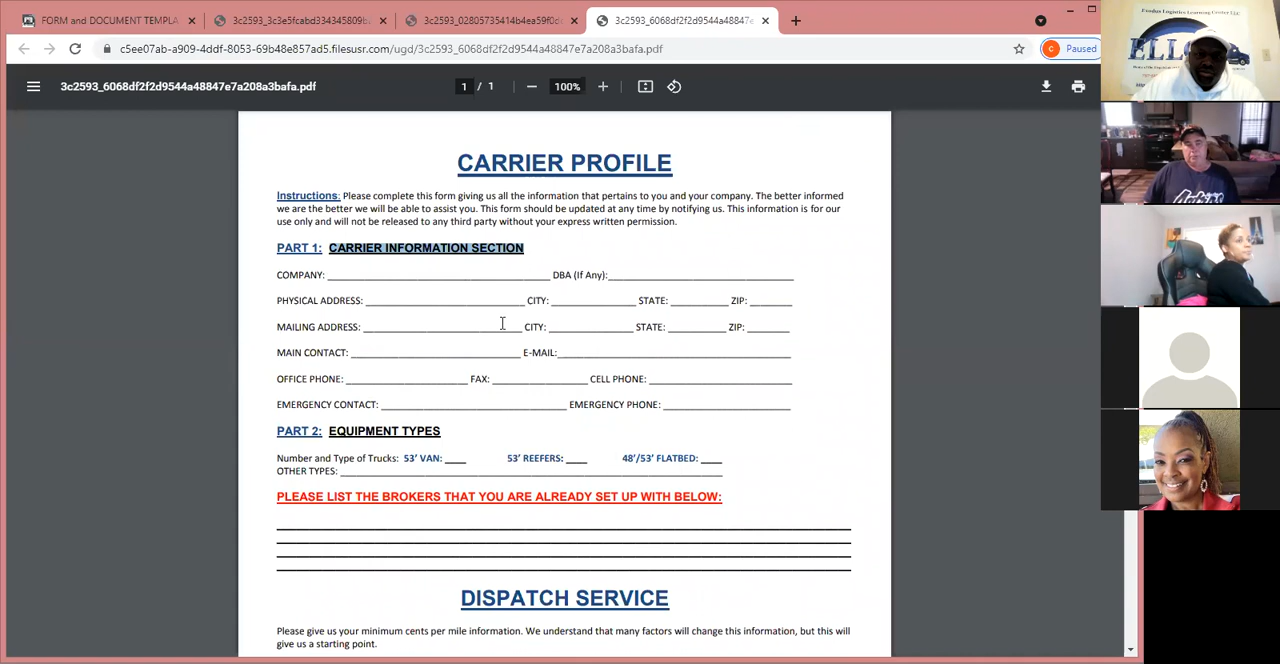 FORM and DOCUMENT TEMPLA
3c2593_3c3e5fcabd334345809b
3c2593_02805735414b4ea39ff0d
3c2593_6068df2f2d9544a48847
c5ee07ab-a909-4ddf-8053-69b48e857ad5.filesusr.com/ugd/3c2593_6068df2f2d9544a48847e7a208a3bafa.pdf
C Paused
3c2593_6068df2f2d9544a48847e7a208a3bafa.pdf
1 / 1
100%
CARRIER PROFILE
Instructions: Please complete this form giving us all the information that pertains to you and your company. The better informed
we are the better we will be able to assist you. This form should be updated at any time by notifying us. This information is for our
use only and will not be released to any third party without your express written permission.
PART 1: CARRIER INFORMATION SECTION
COMPANY: DBA (If Any):
PHYSICAL ADDRESS: CITY: STATE: ZIP:
MAILING ADDRESS: CITY: STATE: ZIP:
MAIN CONTACT: E-MAIL:
OFFICE PHONE: FAX: CELL PHONE:
EMERGENCY CONTACT: EMERGENCY PHONE:
PART 2: EQUIPMENT TYPES
Number and Type of Trucks: 53' VAN: 53' REEFERS: 48'/53' FLATBED:
OTHER TYPES:
PLEASE LIST THE BROKERS THAT YOU ARE ALREADY SET UP WITH BELOW:
DISPATCH SERVICE
Please give us your minimum cents per mile information. We understand that many factors will change this information, but this will
give us a starting point.
Exodus Logistics Learning Center LLC
ELLC